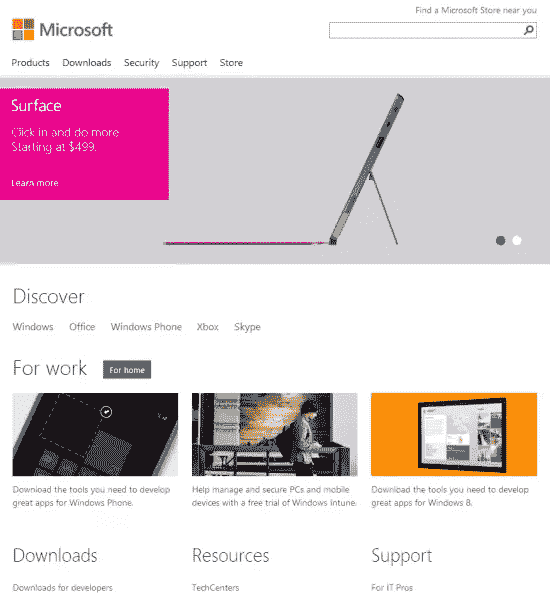 Find a Microsoft Store near you
Microsoft
Products Downloads Security Support Store
Surface
Click in and do more.
Starting at $499.
Learn more
Discover
Windows Office Windows Phone Xbox Skype
For work For home
Download the tools you need to develop
great apps for Windows Phone.
Help manage and secure PCs and mobile
devices with a free trial of Windows Intune.
Download the tools you need to develop
great apps for Windows 8.
Downloads Resources Support
Downloads for developers TechCenters For IT Pros